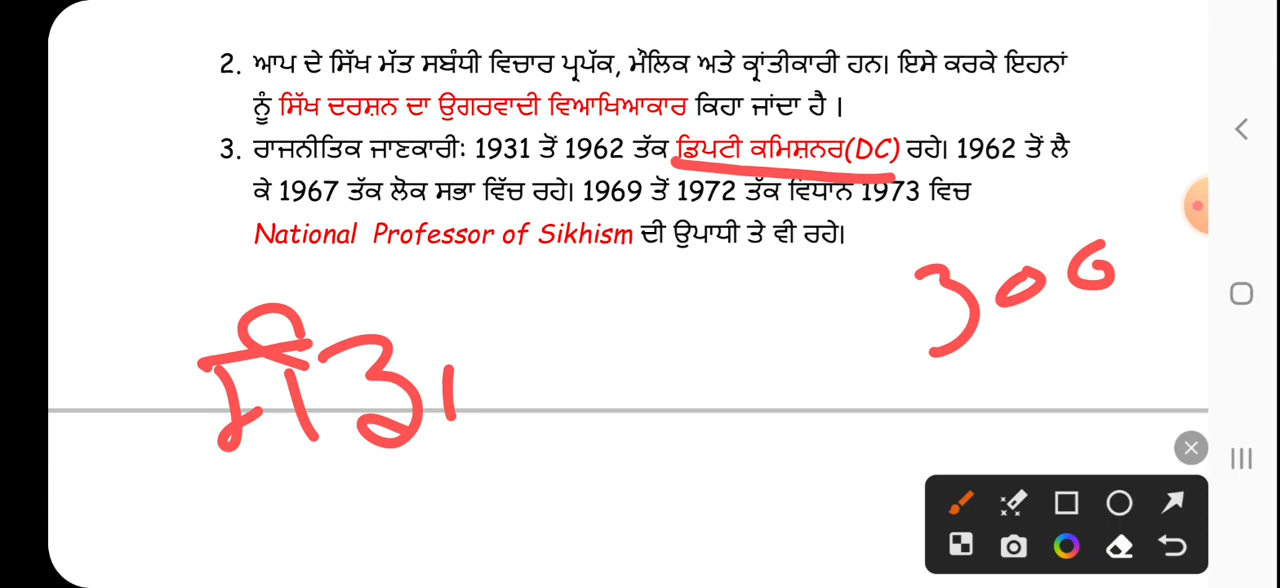 2. ਆਪ ਦੇ ਸਿੱਖ ਮੱਤ ਸਬੰਧੀ ਵਿਚਾਰ ਪ੍ਰਪੱਕ, ਮੌਲਿਕ ਅਤੇ ਕ੍ਰਾਂਤੀਕਾਰੀ ਹਨ। ਇਸੇ ਕਰਕੇ ਇਹਨਾਂ
ਨੂੰ ਸਿੱਖ ਦਰਸ਼ਨ ਦਾ ਉਗਰਵਾਦੀ ਵਿਆਖਿਆਕਾਰ ਕਿਹਾ ਜਾਂਦਾ ਹੈ ।
3. ਰਾਜਨੀਤਿਕ ਜਾਣਕਾਰੀ: 1931 ਤੋਂ 1962 ਤੱਕ ਡਿਪਟੀ ਕਮਿਸ਼ਨਰ(DC) ਰਹੇ। 1962 ਤੋਂ ਲੈ
ਕੇ 1967 ਤੱਕ ਲੋਕ ਸਭਾ ਵਿੱਚ ਰਹੇ। 1969 ਤੋਂ 1972 ਤੱਕ ਵਿਧਾਨ 1973 ਵਿਚ
National Professor of Sikhism ਦੀ ਉਪਾਧੀ ਤੇ ਵੀ ਰਹੇ।